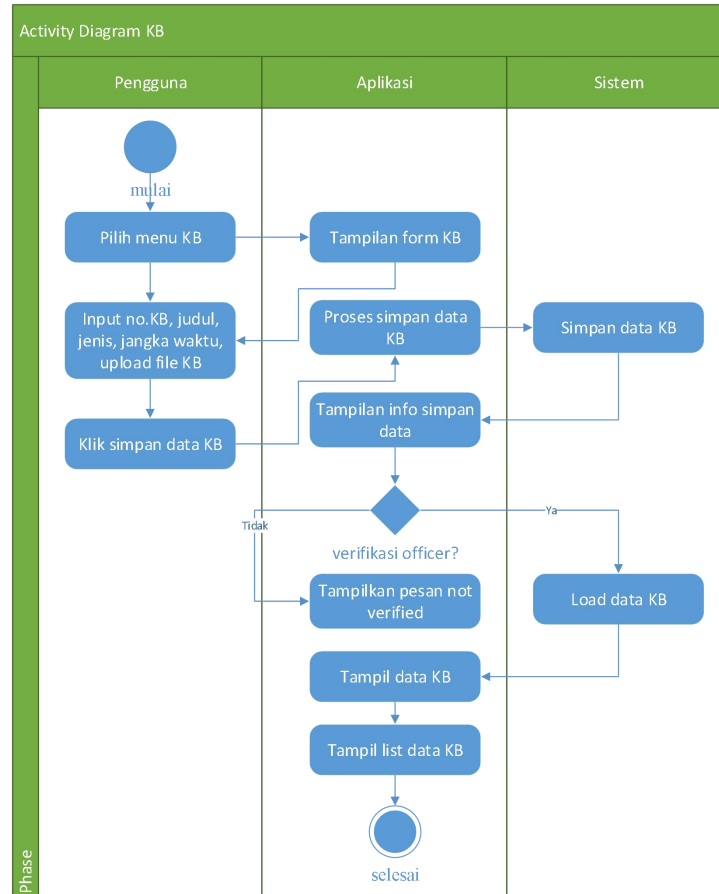 Activity Diagram KB
Pengguna
Aplikasi
Sistem
mulai
Pilih menu KB
Tampilan form KB
Input no.KB, judul,
jenis, jangka waktu,
upload file KB
Proses simpan data
KB
Simpan data KB
Tampilan info simpan
data
Klik simpan data KB
Tidak
Ya
verifikasi officer?
Tampilkan pesan not
verified
Load data KB
Tampil data KB
Tampil list data KB
selesai
Phase